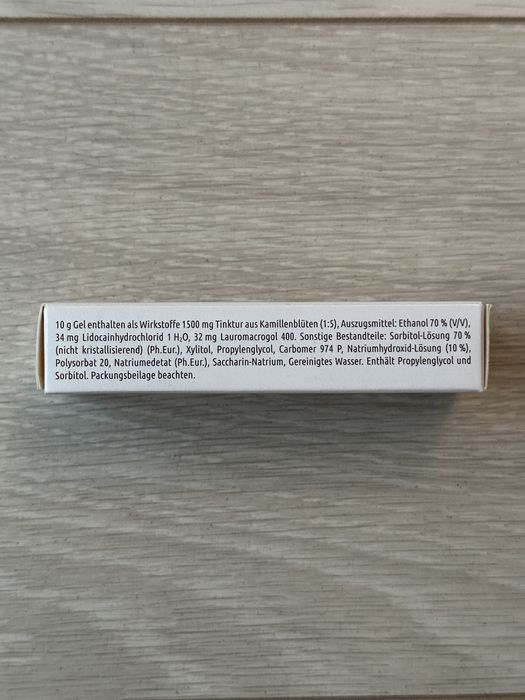 10 g Gel enthalten als Wirkstoffe 1500 mg Tinktur aus Kamillenblüten (1:5), Auszugsmittel: Ethanol 70 % (V/V),
34 mg Lidocainhydrochlorid 1 H₂O, 32 mg Lauromacrogol 400. Sonstige Bestandteile: Sorbitol-Lösung 70 %
(nicht kristallisierend) (Ph.Eur.), Xylitol, Propylenglycol, Carbomer 974 P, Natriumhydroxid-Lösung (10 %),
Polysorbat 20, Natriumedetat (Ph.Eur.), Saccharin-Natrium, Gereinigtes Wasser. Enthält Propylenglycol und
Sorbitol. Packungsbeilage beachten.